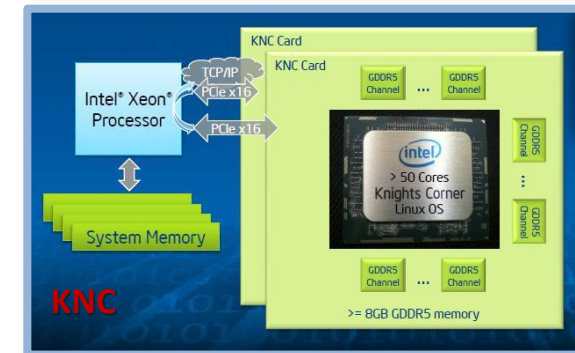 KNC Card
KNC Card
TCP/IP
PCIe x16
PCIe x16
Intel® Xeon®
Processor
System Memory
KNC
GDDR5
Channel
...
GDDR5
Channel
GDDR5
Channel
...
GDDR5
Channel
intel
> 50 Cores
Knights Corner
Linux OS
GDDR5
Channel
...
GDDR5
Channel
>= 8GB GDDR5 memory